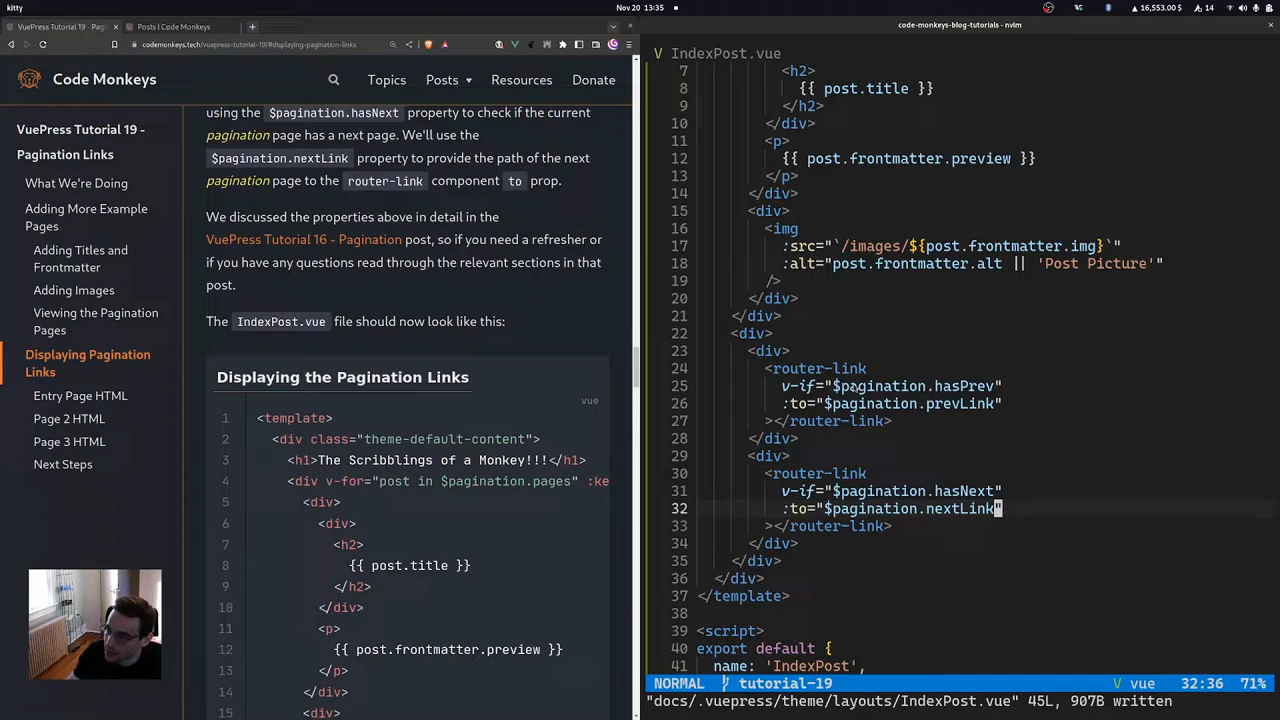 kitty
Nov 20 13:35
16,553.00 $
14
VuePress Tutorial 19 - Pagi
Posts | Code Monkeys
codemonkeys.tech/vuepress-tutorial-19/#displaying-pagination-links
Code Monkeys
Topics
Posts
Resources
Donate
VuePress Tutorial 19 -
Pagination Links
What We're Doing
Adding More Example
Pages
Adding Titles and
Frontmatter
Adding Images
Viewing the Pagination
Pages
Displaying Pagination
Links
Entry Page HTML
Page 2 HTML
Page 3 HTML
Next Steps
using the $pagination.hasNext property to check if the current
pagination page has a next page. We'll use the
$pagination.nextLink property to provide the path of the next
pagination page to the router-link component to prop.
We discussed the properties above in detail in the
VuePress Tutorial 16 - Pagination post, so if you need a refresher or
if you have any questions read through the relevant sections in that
post.
The IndexPost.vue file should now look like this:
Displaying the Pagination Links
vue
1 <template>
2 <div class="theme-default-content">
3 <h1>The Scribblings of a Monkey!!!</h1>
4 <div v-for="post in $pagination.pages" :ke
5 <div>
6 <div>
7 <h2>
8 {{ post.title }}
9 </h2>
10 </div>
11 <p>
12 {{ post.frontmatter.preview }}
13 </p>
14 </div>
15 <div>
code-monkeys-blog-tutorials - nvim
IndexPost.vue
7 <h2>
8 {{ post.title }}
9 </h2>
10 </div>
11 <p>
12 {{ post.frontmatter.preview }}
13 </p>
14 </div>
15 <div>
16 <img
17 :src="`/images/${post.frontmatter.img}`"
18 :alt="post.frontmatter.alt || 'Post Picture'"
19 />
20 </div>
21 </div>
22 <div>
23 <div>
24 <router-link
25 v-if="$pagination.hasPrev"
26 :to="$pagination.prevLink"
27 ></router-link>
28 </div>
29 <div>
30 <router-link
31 v-if="$pagination.hasNext"
32 :to="$pagination.nextLink"
33 ></router-link>
34 </div>
35 </div>
36 </div>
37 </template>
38
39 <script>
40 export default {
41 name: 'IndexPost',
NORMAL tutorial-19 vue 32:36 71%
"docs/.vuepress/theme/layouts/IndexPost.vue" 45L, 907B written